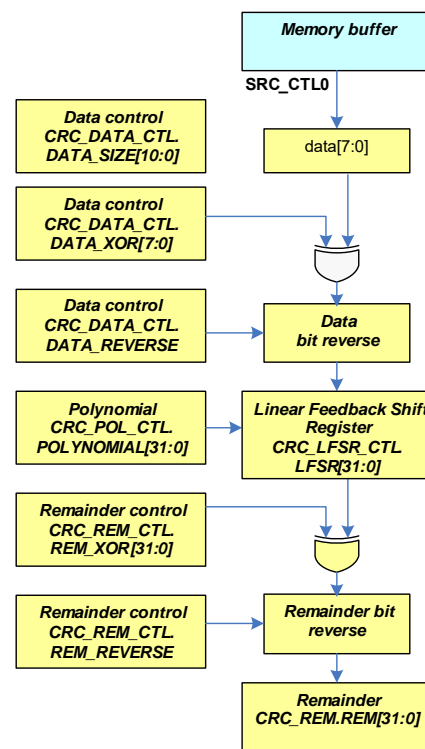 Memory buffer
SRC_CTL0
Data control
CRC_DATA_CTL.
DATA_SIZE[10:0]
data[7:0]
Data control
CRC_DATA_CTL.
DATA_XOR[7:0]
Data control
CRC_DATA_CTL.
DATA_REVERSE
Data
bit reverse
Polynomial
CRC_POL_CTL.
POLYNOMIAL[31:0]
Linear Feedback Shift
Register
CRC_LFSR_CTL.
LFSR[31:0]
Remainder control
CRC_REM_CTL.
REM_XOR[31:0]
Remainder control
CRC_REM_CTL.
REM_REVERSE
Remainder bit
reverse
Remainder
CRC_REM.REM[31:0]